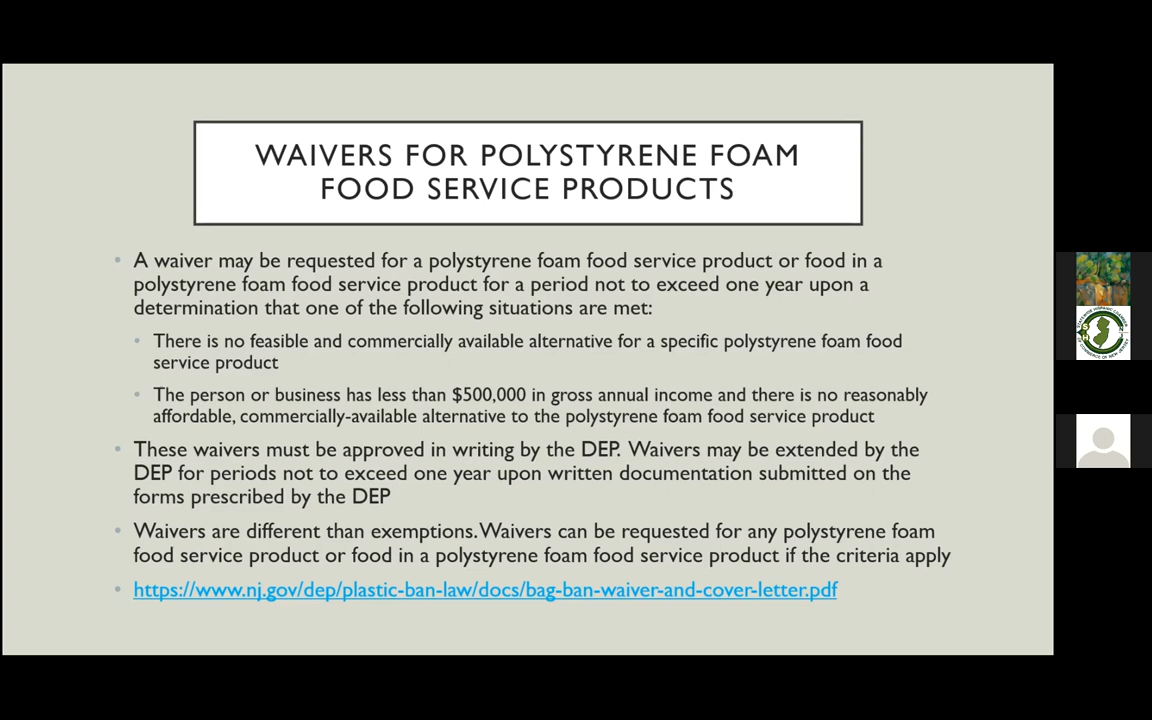 WAIVERS FOR POLYSTYRENE FOAM
FOOD SERVICE PRODUCTS
• A waiver may be requested for a polystyrene foam food service product or food in a
polystyrene foam food service product for a period not to exceed one year upon a
determination that one of the following situations are met:
• There is no feasible and commercially available alternative for a specific polystyrene foam food
service product
• The person or business has less than $500,000 in gross annual income and there is no reasonably
affordable, commercially-available alternative to the polystyrene foam food service product
• These waivers must be approved in writing by the DEP. Waivers may be extended by the
DEP for periods not to exceed one year upon written documentation submitted on the
forms prescribed by the DEP
• Waivers are different than exemptions. Waivers can be requested for any polystyrene foam
food service product or food in a polystyrene foam food service product if the criteria apply
• https://www.nj.gov/dep/plastic-ban-law/docs/bag-ban-waiver-and-cover-letter.pdf